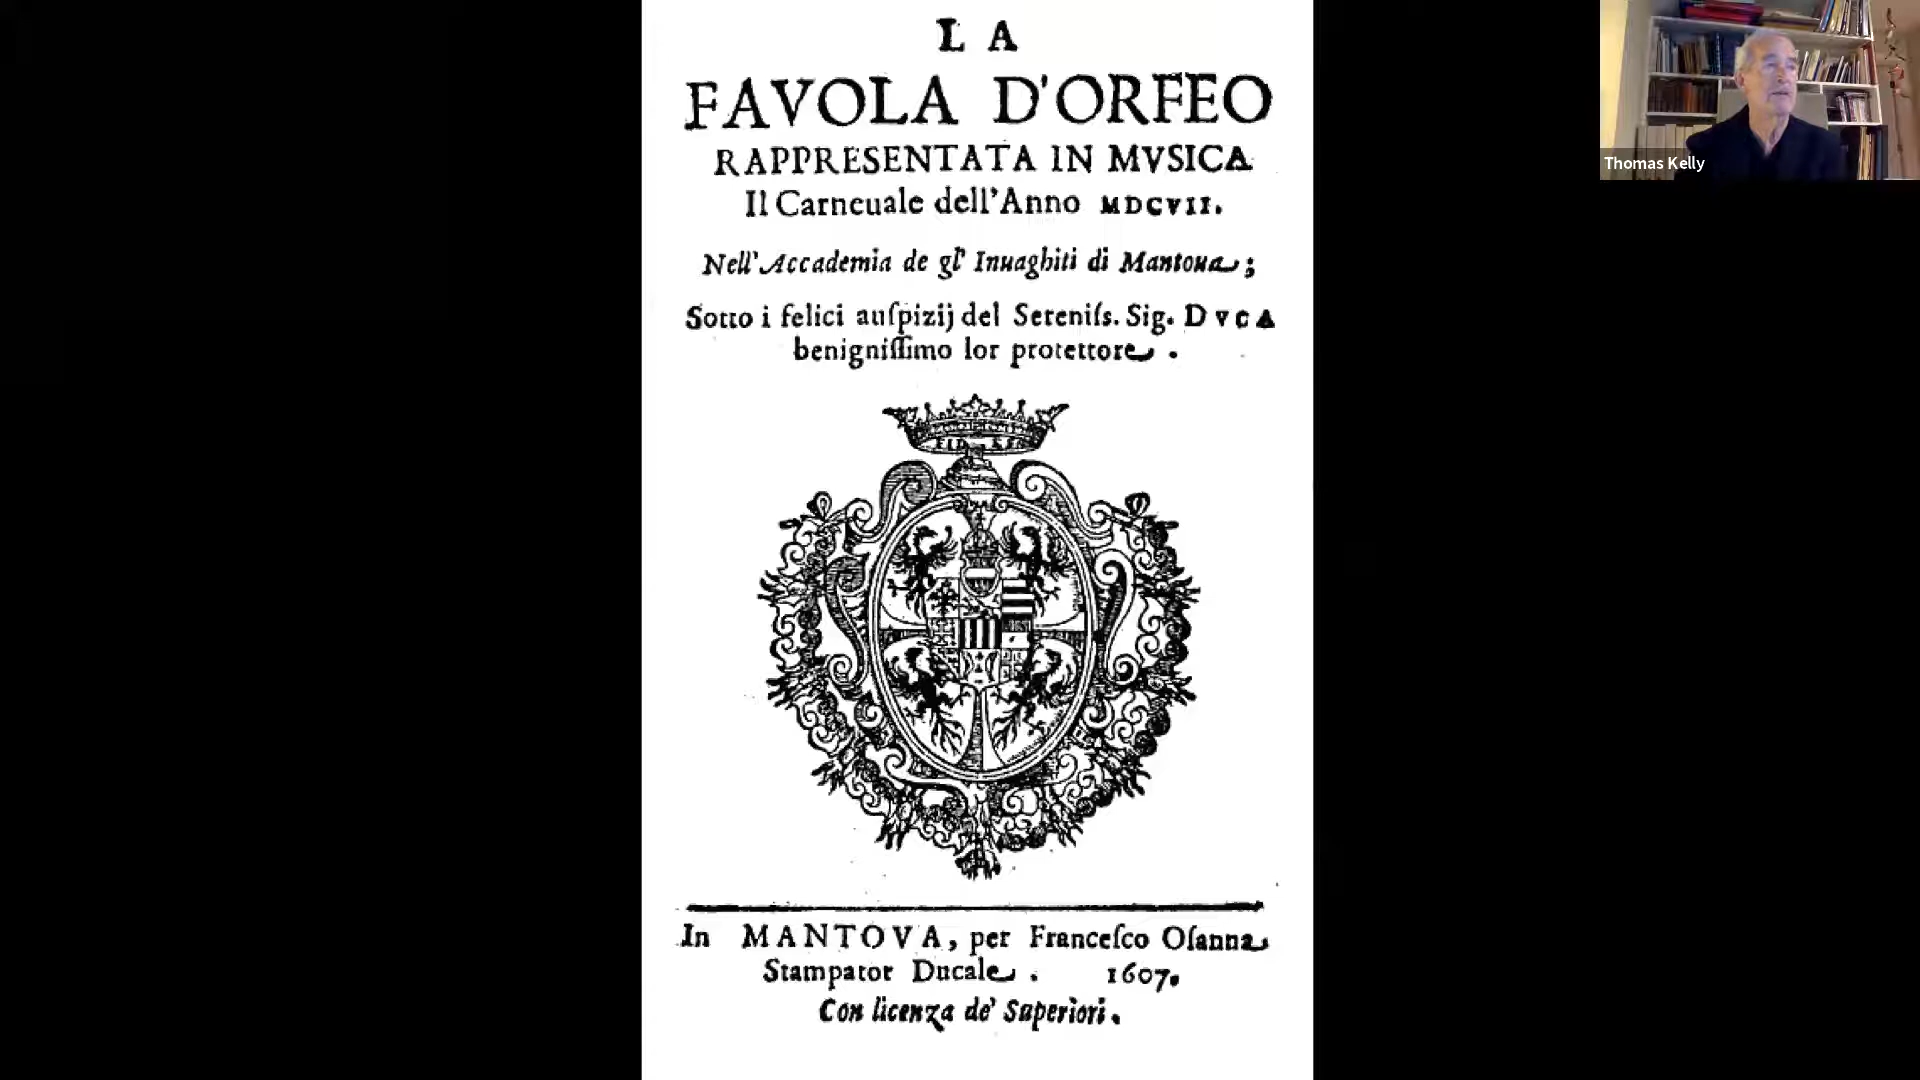 LA
FAVOLA D'ORFEO
RAPPRESENTATA IN MVSICA
Il Carneuale dell'Anno MDCVII.
Nell'Accademia de gl' Inuaghiti di Mantoua;
Sotto i felici auſpizij del Sereniſs. Sig. DVCA
benigniſſimo lor protettore.
In MANTOVA, per Franceſco Oſanna
Stampator Ducale. 1607.
Con licenza de' Superiori.
Thomas Kelly